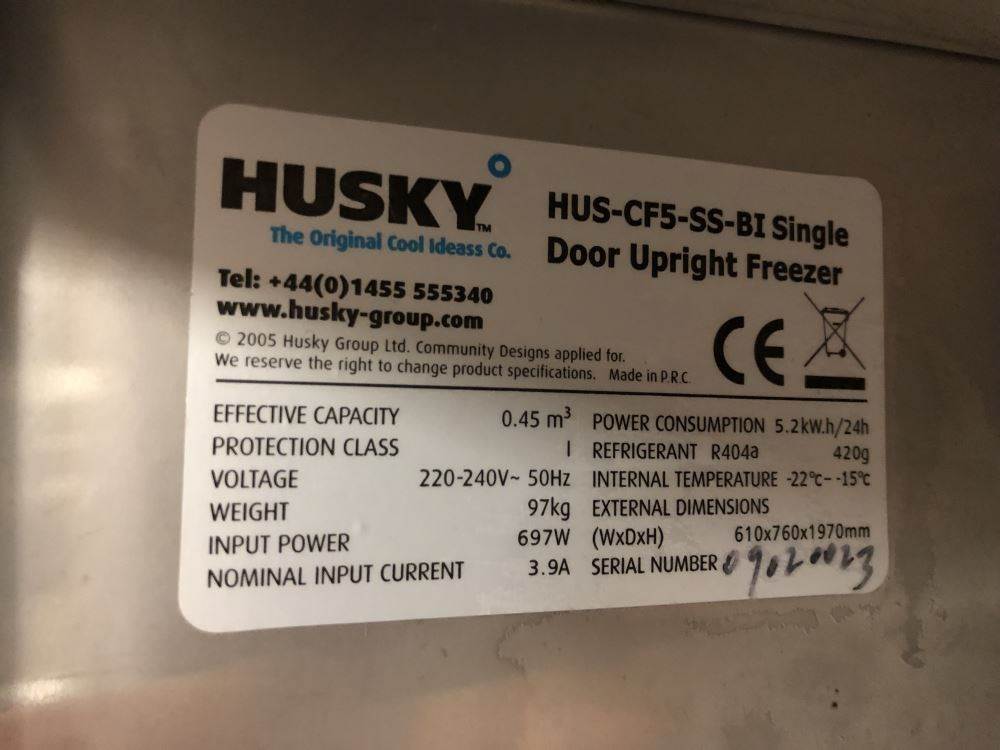 HUSKY™
The Original Cool Ideass Co.
HUS-CF5-SS-BI Single
Door Upright Freezer
Tel: +44(0)1455 555340
www.husky-group.com
© 2005 Husky Group Ltd. Community Designs applied for.
We reserve the right to change product specifications. Made in P.R.C.
CE
EFFECTIVE CAPACITY 0.45 m³
PROTECTION CLASS I
VOLTAGE 220-240V~ 50Hz
WEIGHT 97kg
INPUT POWER 697W
NOMINAL INPUT CURRENT 3.9A
POWER CONSUMPTION 5.2kW.h/24h
REFRIGERANT R404a 420g
INTERNAL TEMPERATURE -22°C- -15°C
EXTERNAL DIMENSIONS
(WxDxH) 610x760x1970mm
SERIAL NUMBER 09020023